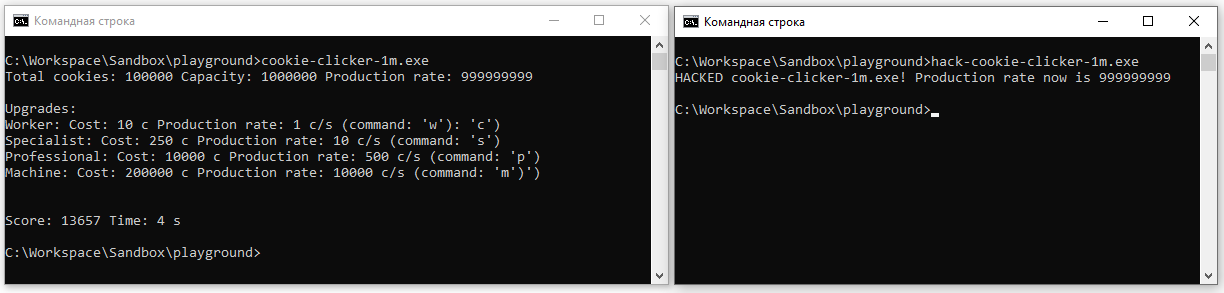 Командная строка
C:\Workspace\Sandbox\playground>cookie-clicker-1m.exe
Total cookies: 100000 Capacity: 1000000 Production rate: 999999999
Upgrades:
Worker: Cost: 10 c Production rate: 1 c/s (command: 'w'): 'c')
Specialist: Cost: 250 c Production rate: 10 c/s (command: 's')
Professional: Cost: 10000 c Production rate: 500 c/s (command: 'p')
Machine: Cost: 200000 c Production rate: 10000 c/s (command: 'm')')
Score: 13657 Time: 4 s
C:\Workspace\Sandbox\playground>
Командная строка
C:\Workspace\Sandbox\playground>hack-cookie-clicker-1m.exe
HACKED cookie-clicker-1m.exe! Production rate now is 999999999
C:\Workspace\Sandbox\playground>